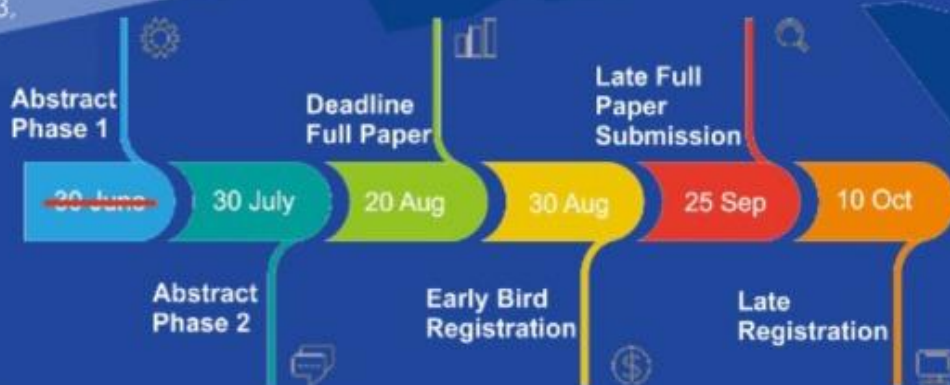 3,
Abstract
Phase 1
Deadline
Full Paper
Late Full
Paper
Submission
30 June
30 July
20 Aug
30 Aug
25 Sep
10 Oct
Abstract
Phase 2
Early Bird
Registration
Late
Registration